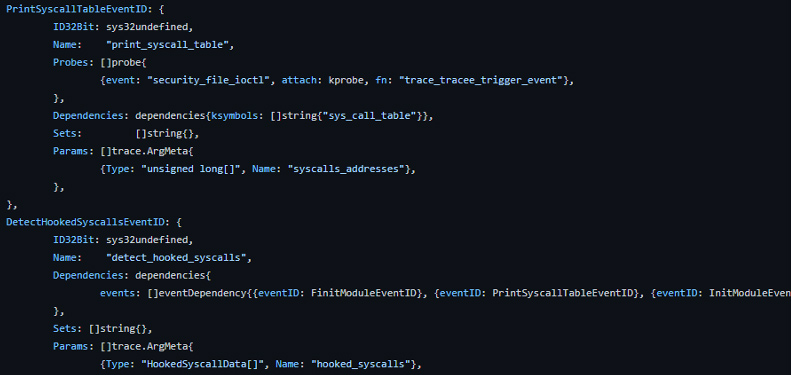 PrintSyscallTableEventID: {
ID32Bit: sys32undefined,
Name: "print_syscall_table",
Probes: []probe{
{event: "security_file_ioctl", attach: kprobe, fn: "trace_tracee_trigger_event"},
},
Dependencies: dependencies{ksymbols: []string{"sys_call_table"}},
Sets: []string{},
Params: []trace.ArgMeta{
{Type: "unsigned long[]", Name: "syscalls_addresses"},
},
},
DetectHookedSyscallsEventID: {
ID32Bit: sys32undefined,
Name: "detect_hooked_syscalls",
Dependencies: dependencies{
events: []eventDependency{{eventID: FinitModuleEventID}, {eventID: PrintSyscallTableEventID}, {eventID: InitModuleEven
},
Sets: []string{},
Params: []trace.ArgMeta{
{Type: "HookedSyscallData[]", Name: "hooked_syscalls"},